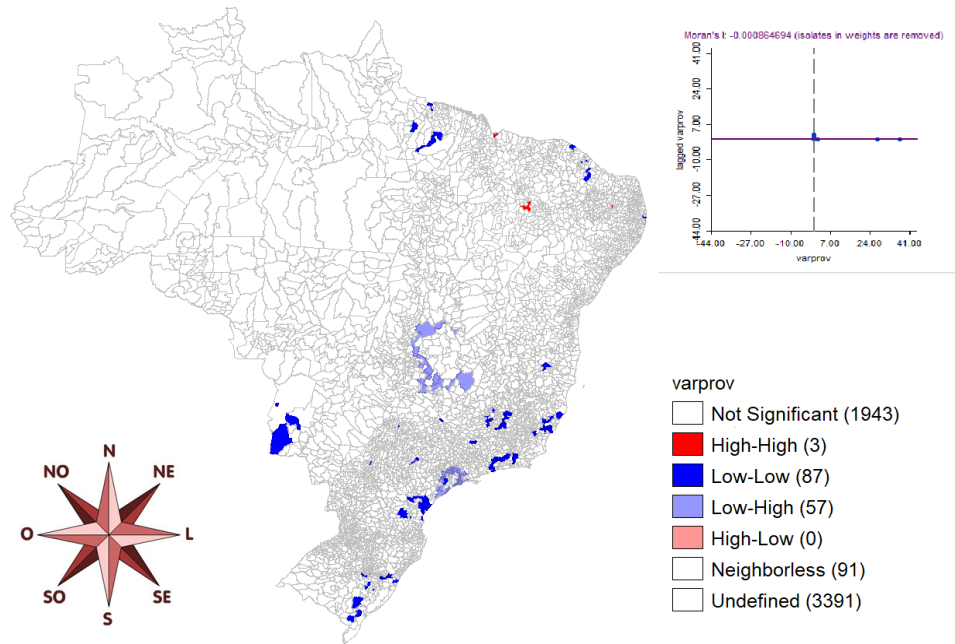 Moran's I: -0.000864694 (isolates in weights are removed)
41.00
24.00
7.00
-10.00
-27.00
-44.00
lagged varprov
-44.00 -27.00 -10.00 7.00 24.00 41.00
varprov
varprov
Not Significant (1943)
High-High (3)
Low-Low (87)
Low-High (57)
High-Low (0)
Neighborless (91)
Undefined (3391)
N
NO NE
O L
SO SE
S